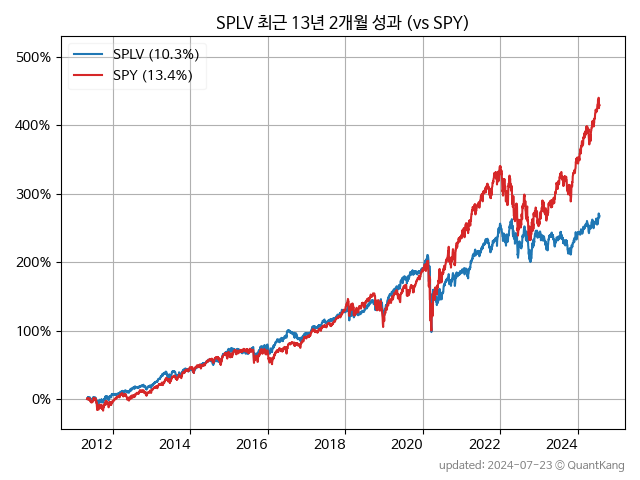 SPLV 최근 13년 2개월 성과 (vs SPY)
SPLV (10.3%)
SPY (13.4%)
500%
400%
300%
200%
100%
0%
2012 2014 2016 2018 2020 2022 2024
updated: 2024-07-23 © QuantKang